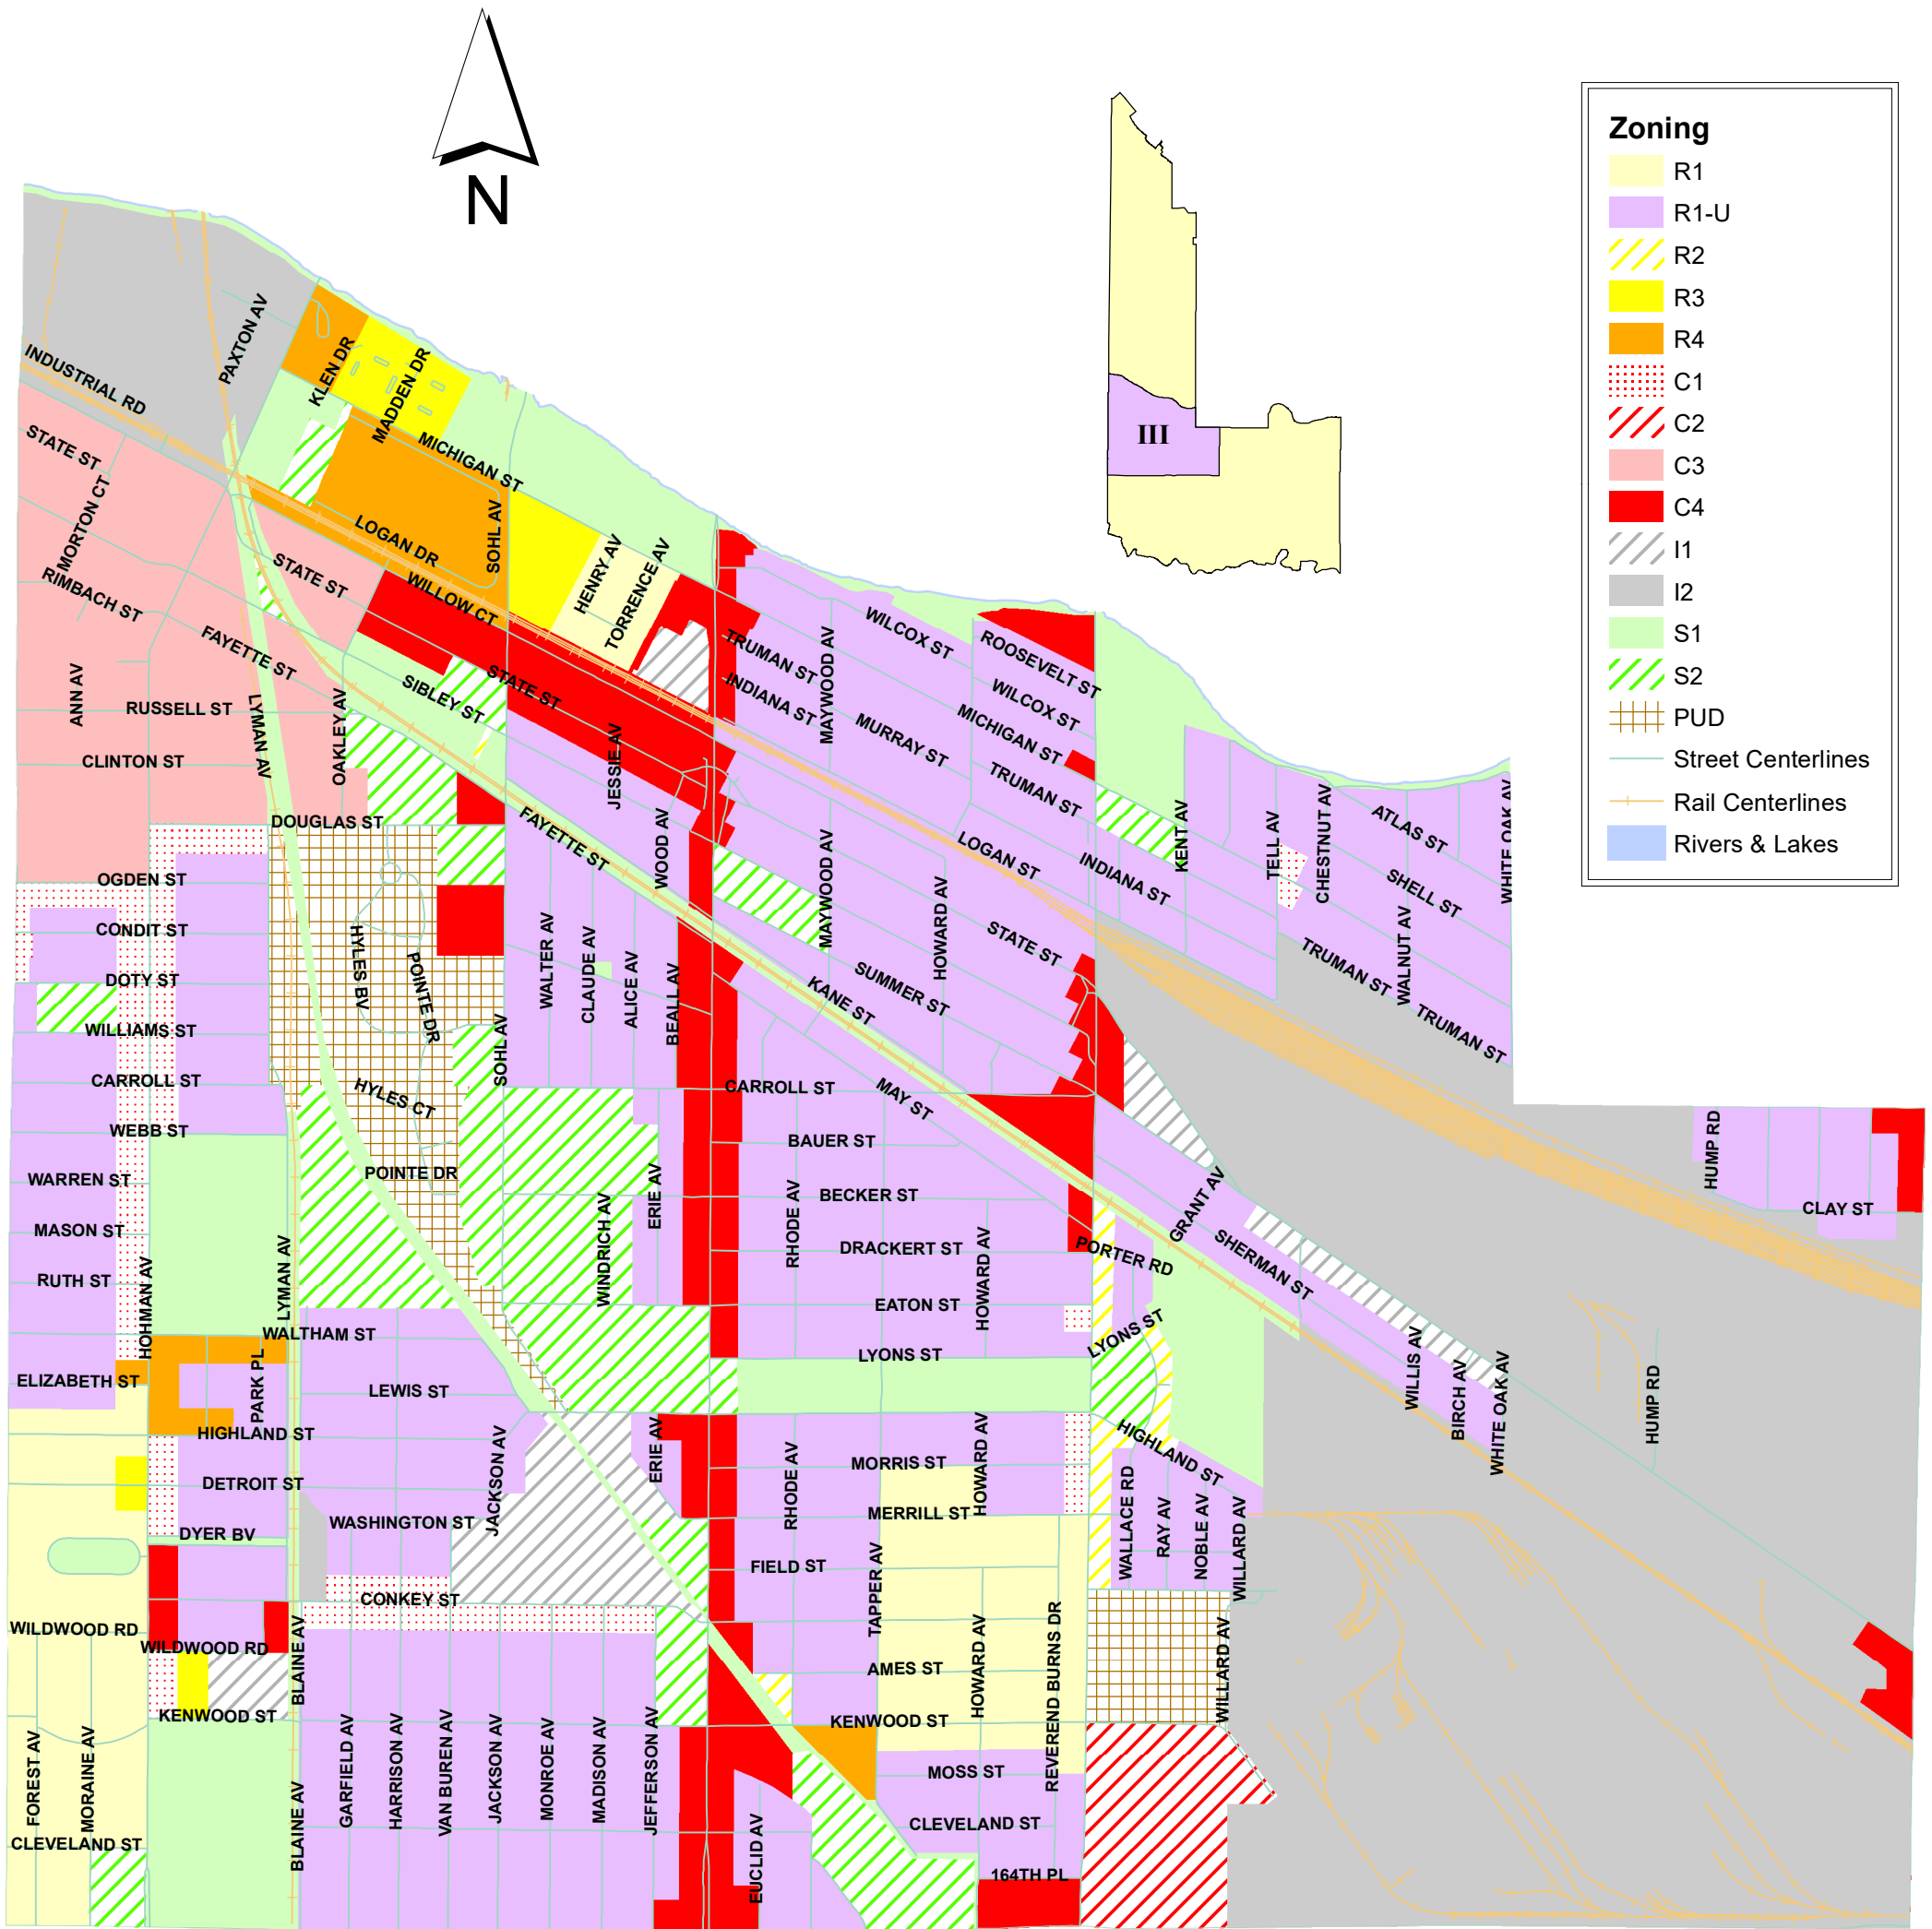 N
III
Zoning
R1
R1-U
R2
R3
R4
C1
C2
C3
C4
I1
I2
S1
S2
PUD
Street Centerlines
Rail Centerlines
Rivers & Lakes
INDUSTRIAL RD
PAXTON AV
KLEN DR
MADDEN DR
STATE ST
MORTON CT
MICHIGAN ST
LOGAN DR
SOHL AV
HENRY AV
TORRENCE AV
RIMBACH ST
STATE ST
WILLOW CT
FAYETTE ST
ANN AV
RUSSELL ST
LYMAN AV
OAKLEY AV
SIBLEY ST
STATE ST
CLINTON ST
JESSIE AV
TRUMAN ST
INDIANA ST
MAYWOOD AV
WILCOX ST
ROOSEVELT ST
WILCOX ST
MICHIGAN ST
MURRAY ST
TRUMAN ST
DOUGLAS ST
FAYETTE ST
WOOD AV
MAYWOOD AV
LOGAN ST
INDIANA ST
KENT AV
TELL AV
CHESTNUT AV
ATLAS ST
WHITE OAK AV
SHELL ST
OGDEN ST
CONDIT ST
DOTY ST
WILLIAMS ST
HYLES BV
POINTE DR
WALTER AV
CLAUDE AV
ALICE AV
BEALL AV
HOWARD AV
STATE ST
SUMMER ST
KANE ST
WALNUT AV
TRUMAN ST
TRUMAN ST
SOHL AV
CARROLL ST
HYLES CT
CARROLL ST
MAY ST
WEBB ST
BAUER ST
HUMP RD
WARREN ST
POINTE DR
BECKER ST
GRANT AV
CLAY ST
MASON ST
ERIE AV
WINDRICH AV
RHODE AV
DRACKERT ST
HOWARD AV
PORTER RD
SHERMAN ST
RUTH ST
HOHMAN AV
LYMAN AV
EATON ST
WALTHAM ST
LYONS ST
LYONS ST
ELIZABETH ST
PARK PL
LEWIS ST
WILLIS AV
BIRCH AV
WHITE OAK AV
HUMP RD
HIGHLAND ST
JACKSON AV
ERIE AV
RHODE AV
MORRIS ST
HOWARD AV
HIGHLAND ST
DETROIT ST
MERRILL ST
WALLACE RD
RAY AV
NOBLE AV
WILLARD AV
DYER BV
WASHINGTON ST
FIELD ST
TAPPER AV
CONKEY ST
WILDWOOD RD
WILDWOOD RD
BLAINE AV
AMES ST
HOWARD AV
REVEREND BURNS DR
WILLARD AV
KENWOOD ST
KENWOOD ST
FOREST AV
MORAINE AV
GARFIELD AV
HARRISON AV
VAN BUREN AV
JACKSON AV
MONROE AV
MADISON AV
JEFFERSON AV
MOSS ST
CLEVELAND ST
BLAINE AV
EUCLID AV
CLEVELAND ST
164TH PL